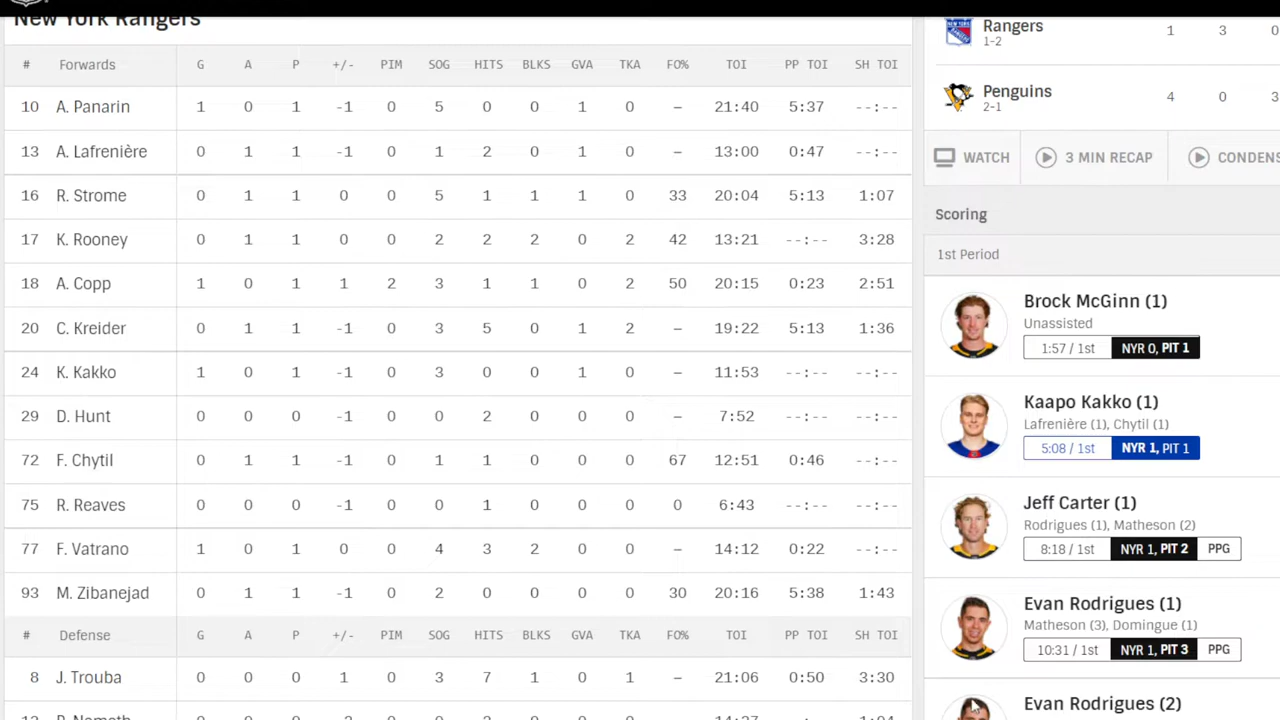 New York Rangers
# Forwards G A P +/- PIM SOG HITS BLKS GVA TKA FO% TOI PP TOI SH TOI
10 A. Panarin 1 0 1 -1 0 5 0 0 1 0 – 21:40 5:37 --:--
13 A. Lafrenière 0 1 1 -1 0 1 2 0 1 0 – 13:00 0:47 --:--
16 R. Strome 0 1 1 0 0 5 1 1 1 0 33 20:04 5:13 1:07
17 K. Rooney 0 1 1 0 0 2 2 2 0 2 42 13:21 --:-- 3:28
18 A. Copp 1 0 1 1 2 3 1 1 0 2 50 20:15 0:23 2:51
20 C. Kreider 0 1 1 -1 0 3 5 0 1 2 – 19:22 5:13 1:36
24 K. Kakko 1 0 1 -1 0 3 0 0 1 0 – 11:53 --:-- --:--
29 D. Hunt 0 0 0 -1 0 0 2 0 0 0 – 7:52 --:-- --:--
72 F. Chytil 0 1 1 -1 0 1 1 0 0 0 67 12:51 0:46 --:--
75 R. Reaves 0 0 0 -1 0 0 1 0 0 0 0 6:43 --:-- --:--
77 F. Vatrano 1 0 1 0 0 4 3 2 0 0 – 14:12 0:22 --:--
93 M. Zibanejad 0 1 1 -1 0 2 0 0 0 0 30 20:16 5:38 1:43
# Defense G A P +/- PIM SOG HITS BLKS GVA TKA FO% TOI PP TOI SH TOI
8 J. Trouba 0 0 0 1 0 3 7 1 0 1 – 21:06 0:50 3:30
Rangers 1 3 0
1-2
Penguins 4 0 3
2-1
WATCH 3 MIN RECAP CONDENS
Scoring
1st Period
Brock McGinn (1)
Unassisted
1:57 / 1st NYR 0, PIT 1
Kaapo Kakko (1)
Lafrenière (1), Chytil (1)
5:08 / 1st NYR 1, PIT 1
Jeff Carter (1)
Rodrigues (1), Matheson (2)
8:18 / 1st NYR 1, PIT 2 PPG
Evan Rodrigues (1)
Matheson (3), Domingue (1)
10:31 / 1st NYR 1, PIT 3 PPG
Evan Rodrigues (2)